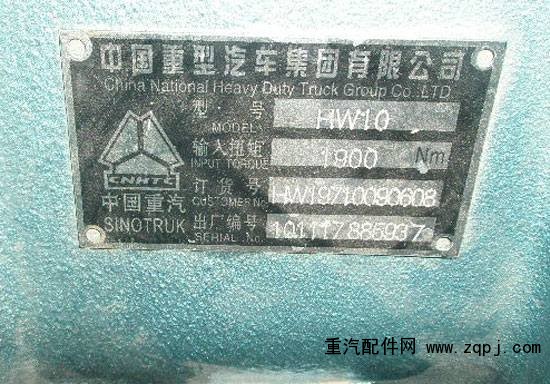 中国重型汽车集团有限公司
China National Heavy Duty Truck Group Co.,LTD
型号 HW10
MODEL
输入扭矩 1900 Nm
INPUT TORQUE
订货号 HW19710090608
CUSTOMER No
CNHTC
中国重汽
SINOTRUK
出厂编号 1Q1117885937
SERIAL .No
重汽配件网 www.zqpj.com